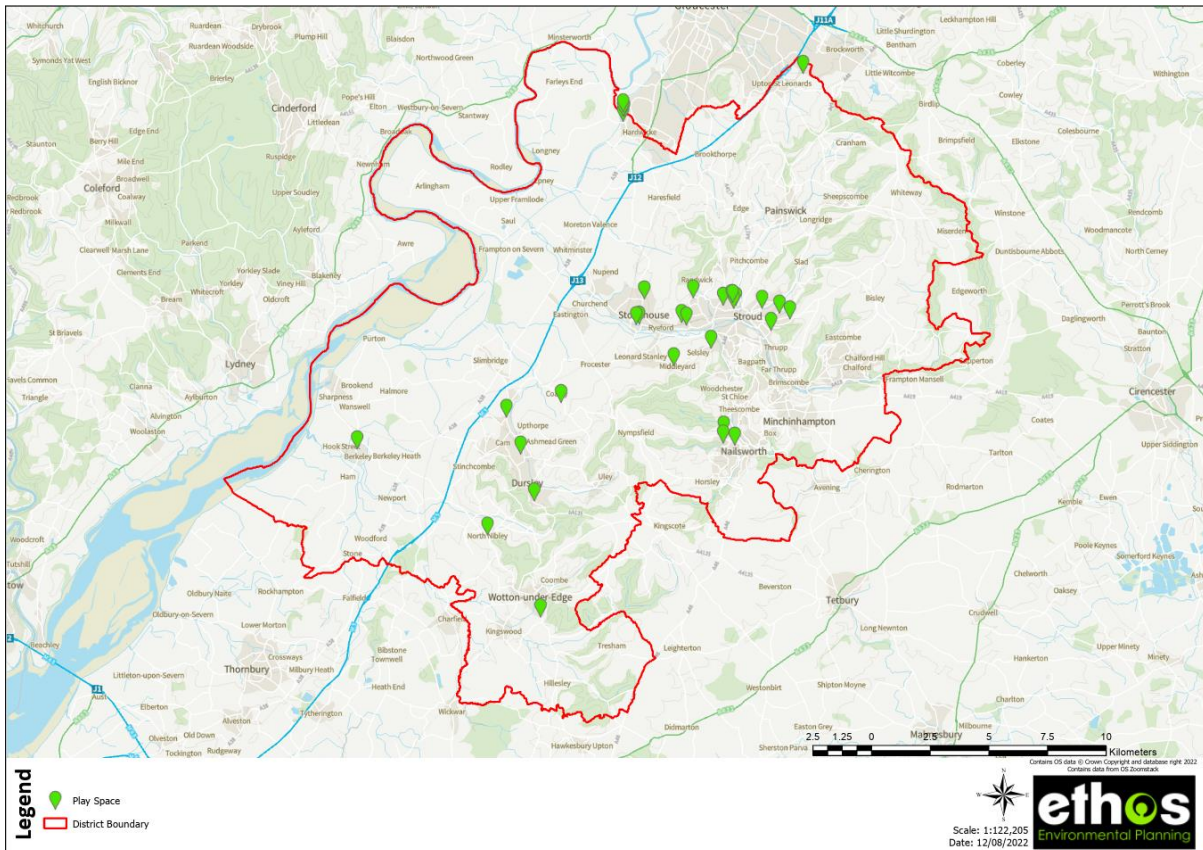 Whitchurch
Ruardean
Drybrook
Ruardean Woodside
Plump Hill
Blaisdon
Northwood Green
Minsterworth
Gloucester
J11A
Leckhampton Hill
Little Shurdington
Bentham
Brockworth
Symonds Yat West
English Bicknor
Brierley
Pope's Hill
Elton
Farleys End
Upton St Leonards
Little Witcombe
Coberley
Withington
Cowley
Cinderford
Westbury-on-Severn
Stantway
Littledean
Hardwicke
Birdlip
Edge End
Mile End
Berry Hill
Staunton
Broadwell
Ruspidge
Broadoak
Newnham
Longney
Rodley
Brookthorpe
Cranham
Brimpsfield
Elkstone
Colesbourne
Coleford
Coalway
Milkwall
Upper Soudley
Arlingham
J12
Upper Framilode
Haresfield
Sheepscombe
Whiteway
Redbrook
Ayleford
Saul
Moreton Valence
Edge
Painswick
Longridge
Winstone
Rendcomb
Woodmancote
Clearwell
Marsh Lane
Parkend
Awre
Frampton on Severn
Whitminster
Miserden
Duntisbourne Abbots
North Cerney
Clements End
Yorkley
Yorkley Slade
Blakeney
Viney Hill
J13
Nupend
Randwick
Pitchcombe
Slad
Whitecroft
Bream
Oldcroft
Churchend
Eastington
Stroud
Bisley
Edgeworth
Perrott's Brook
Daglingworth
St Briavels
Purton
Ryeford
Baunton
Stratton
Lydney
Slimbridge
Frocester
Leonard Stanley
Selsley
Middleyard
Thrupp
Bagpath
Far Thrupp
Eastcombe
Chalford Hill
Chalford
Brimscombe
Frampton Mansell
Cirencester
Cianna
Aylburton
Alvington
Woolaston
Brookend
Sharpness
Wanswell
Halmore
Woodchester
St Chloe
Theescombe
Minchinhampton
Coates
Hook Street
Berkeley
Berkeley Heath
Ham
Upthorpe
Cam
Ashmead Green
Stinchcombe
Nympsfield
Box
Nailsworth
Upper Siddington
Tarlton
Cherington
Rodmarton
Newport
Dursley
Uley
Horsley
Avening
Kemble
Ewen
Woodcroft
Woodford
Stone
North Nibley
Kingscote
Poole Keynes
Somerford Keynes
Tutshill
Rockhampton
Falfield
Coombe
Wotton-under-Edge
Beverston
Tetbury
Chelworth
Oaksey
Oldbury Naite
Oldbury-on-Severn
Lower Morton
Charfield
Kingswood
Long Newnton
Crudwell
Beachley
Crossways
Thornbury
Milbury Heath
Bibstone
Townwell
Tresham
Leighterton
Hankerton
Upper Minety
Minety
J1
Aust
Littleton-upon-Severn
Elberton
Heath End
Hillesley
Westonbirt
Shipton Moyne
Charlton
Alveston
Tytherington
Wickwar
Didmarton
Easton Grey
Milbourne
Malmesbury
Olveston
Old Down
Tockington
Rudgeway
Hawkesbury Upton
Sherston Parva
2.5 1.25 0 2.5 5 7.5 10
Kilometers
Contains OS data © Crown Copyright and database right 2022
Contains data from OS Zoomstack
Legend
Play Space
District Boundary
N
Scale: 1:122,205
Date: 12/08/2022
ethos
Environmental Planning